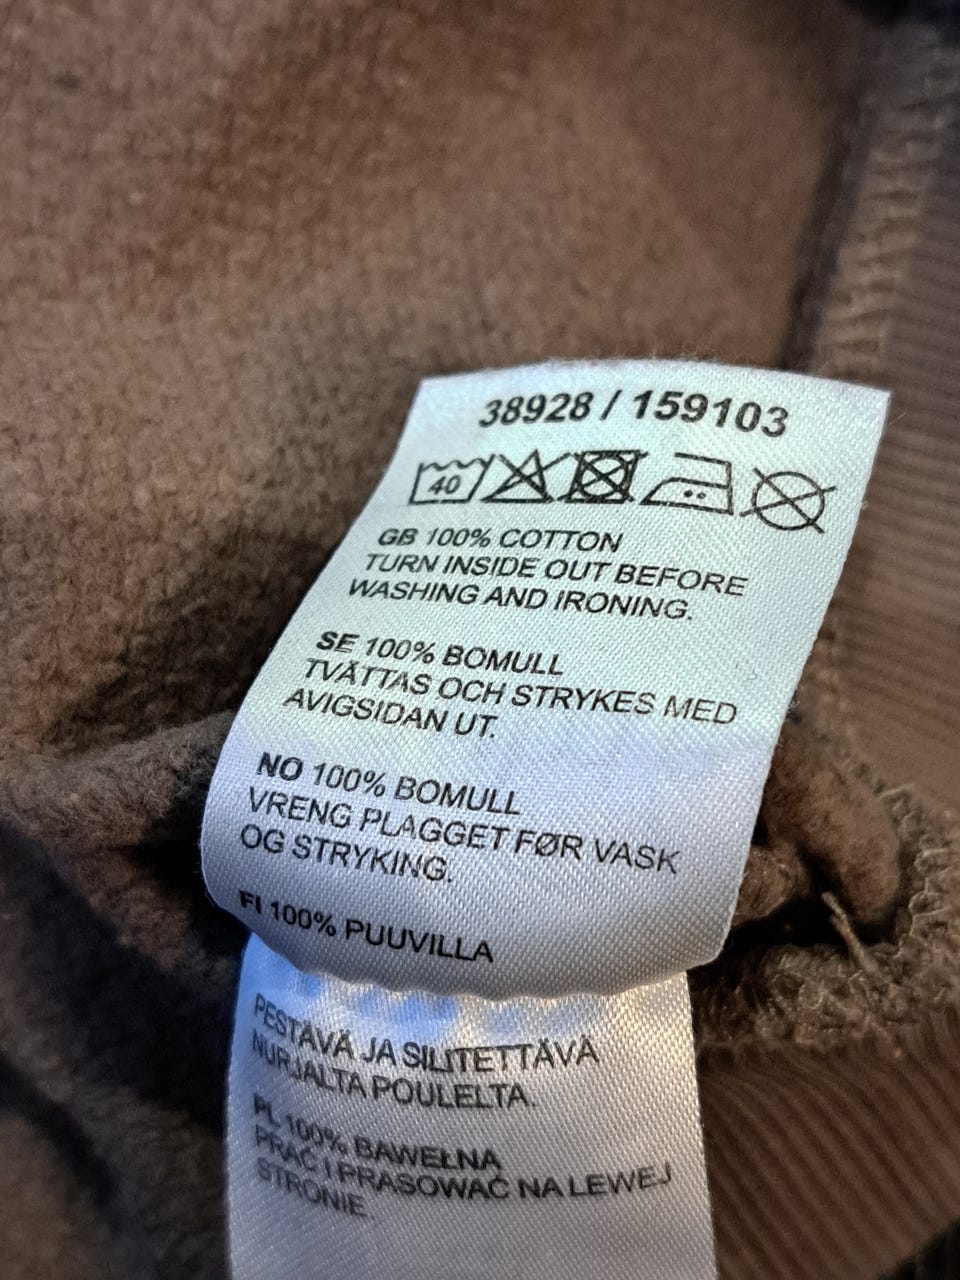 38928 / 159103
40
GB 100% COTTON
TURN INSIDE OUT BEFORE
WASHING AND IRONING.
SE 100% BOMULL
TVÄTTAS OCH STRYKES MED
AVIGSIDAN UT.
NO 100% BOMULL
VRENG PLAGGET FØR VASK
OG STRYKING.
FI 100% PUUVILLA
PESTÄVÄ JA SILITETTÄVÄ
NURJALTA POULELTA.
PL 100% BAWEŁNA
PRAĆ I PRASOWAĆ NA LEWEJ
STRONIE.